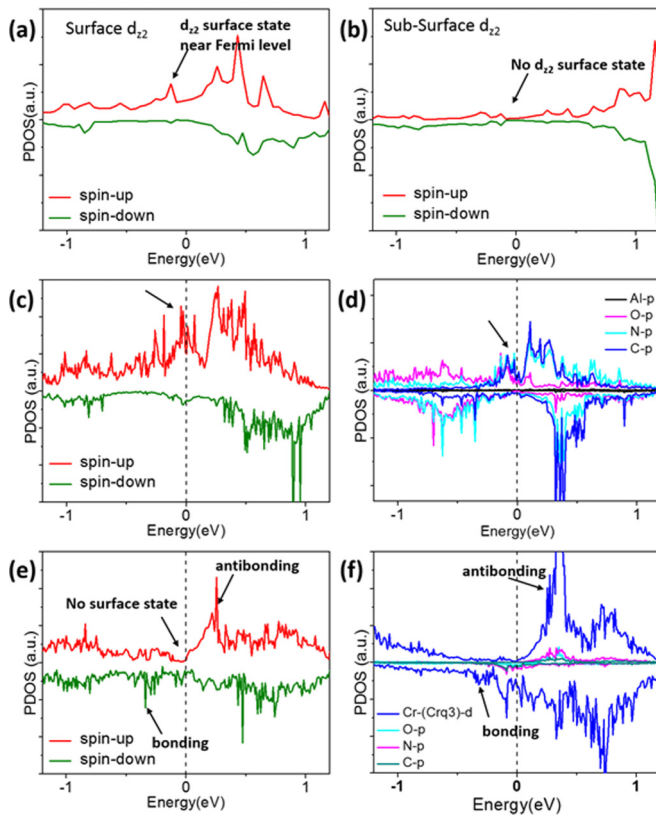 (a)
Surface dz2
dz2 surface state
near Fermi level
PDOS(a.u.)
spin-up
spin-down
-1 0 1
Energy(eV)
(b)
Sub-Surface dz2
No dz2 surface state
PDOS (a.u.)
spin-up
spin-down
-1 0 1
Energy(eV)
(c)
PDOS (a.u.)
spin-up
spin-down
-1 0 1
Energy(eV)
(d)
Al-p
O-p
N-p
C-p
PDOS (a.u.)
-1 0 1
Energy(eV)
(e)
antibonding
No surface state
PDOS (a.u.)
bonding
spin-up
spin-down
-1 0 1
Energy(eV)
(f)
antibonding
PDOS (a.u.)
Cr-(Crq3)-d
O-p
N-p
C-p
bonding
-1 0 1
Energy(eV)